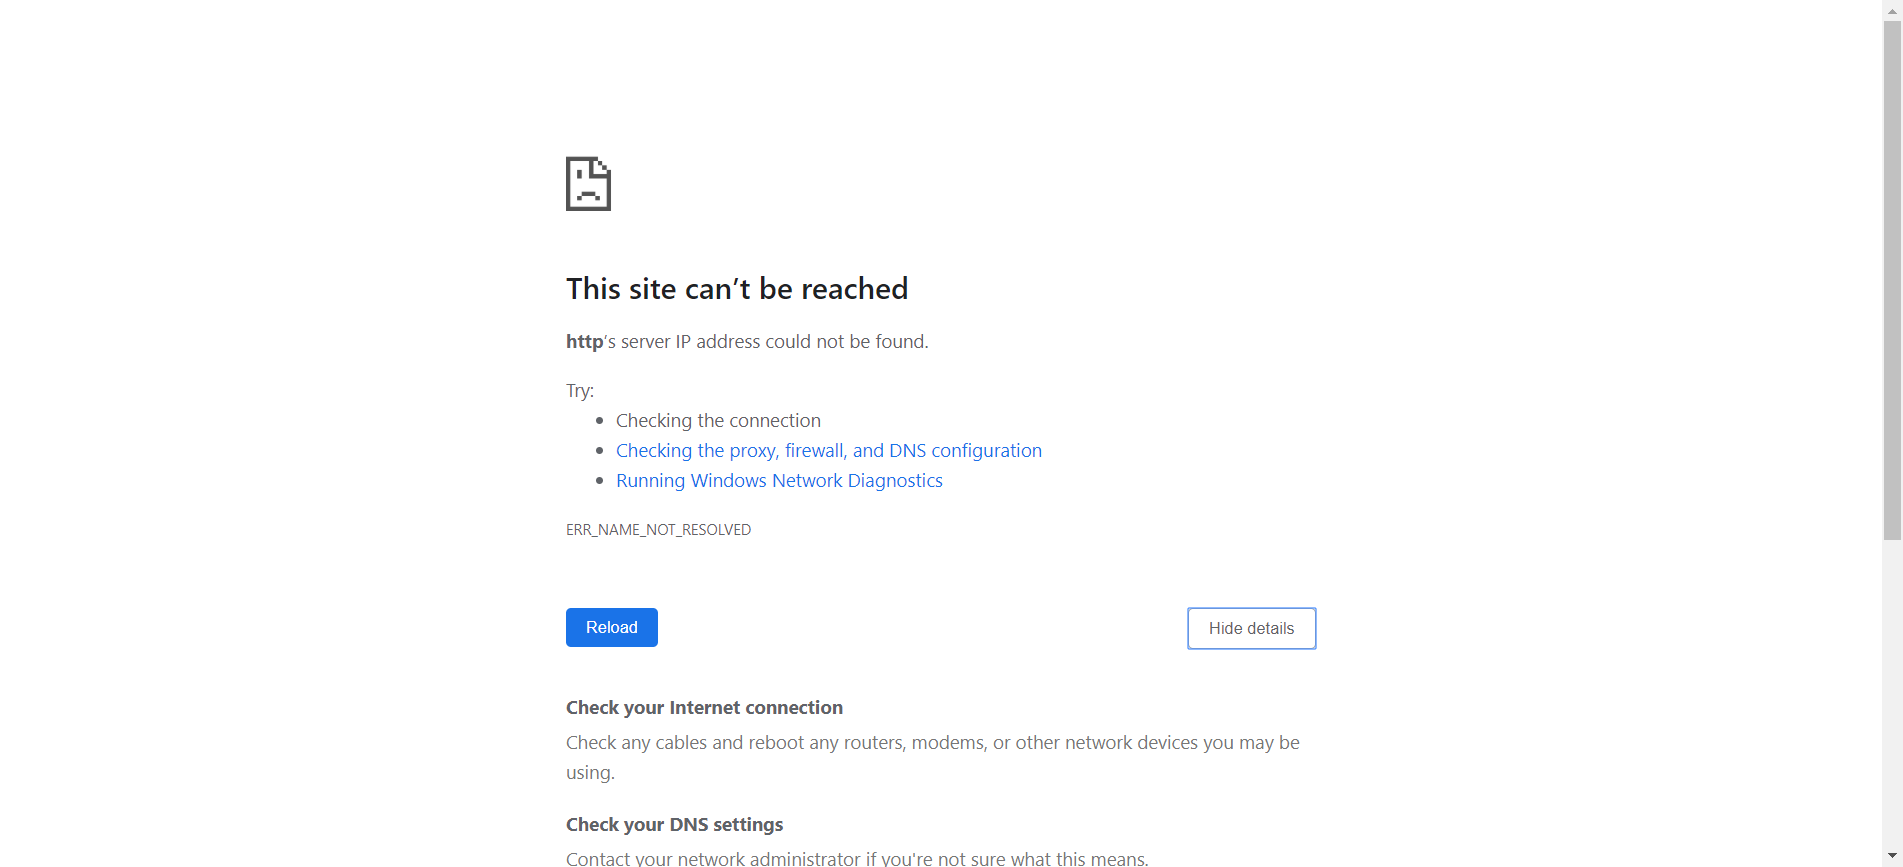 This site can’t be reached
http's server IP address could not be found.
Try:
Checking the connection
Checking the proxy, firewall, and DNS configuration
Running Windows Network Diagnostics
ERR_NAME_NOT_RESOLVED
Reload
Hide details
Check your Internet connection
Check any cables and reboot any routers, modems, or other network devices you may be
using.
Check your DNS settings
Contact your network administrator if you're not sure what this means.